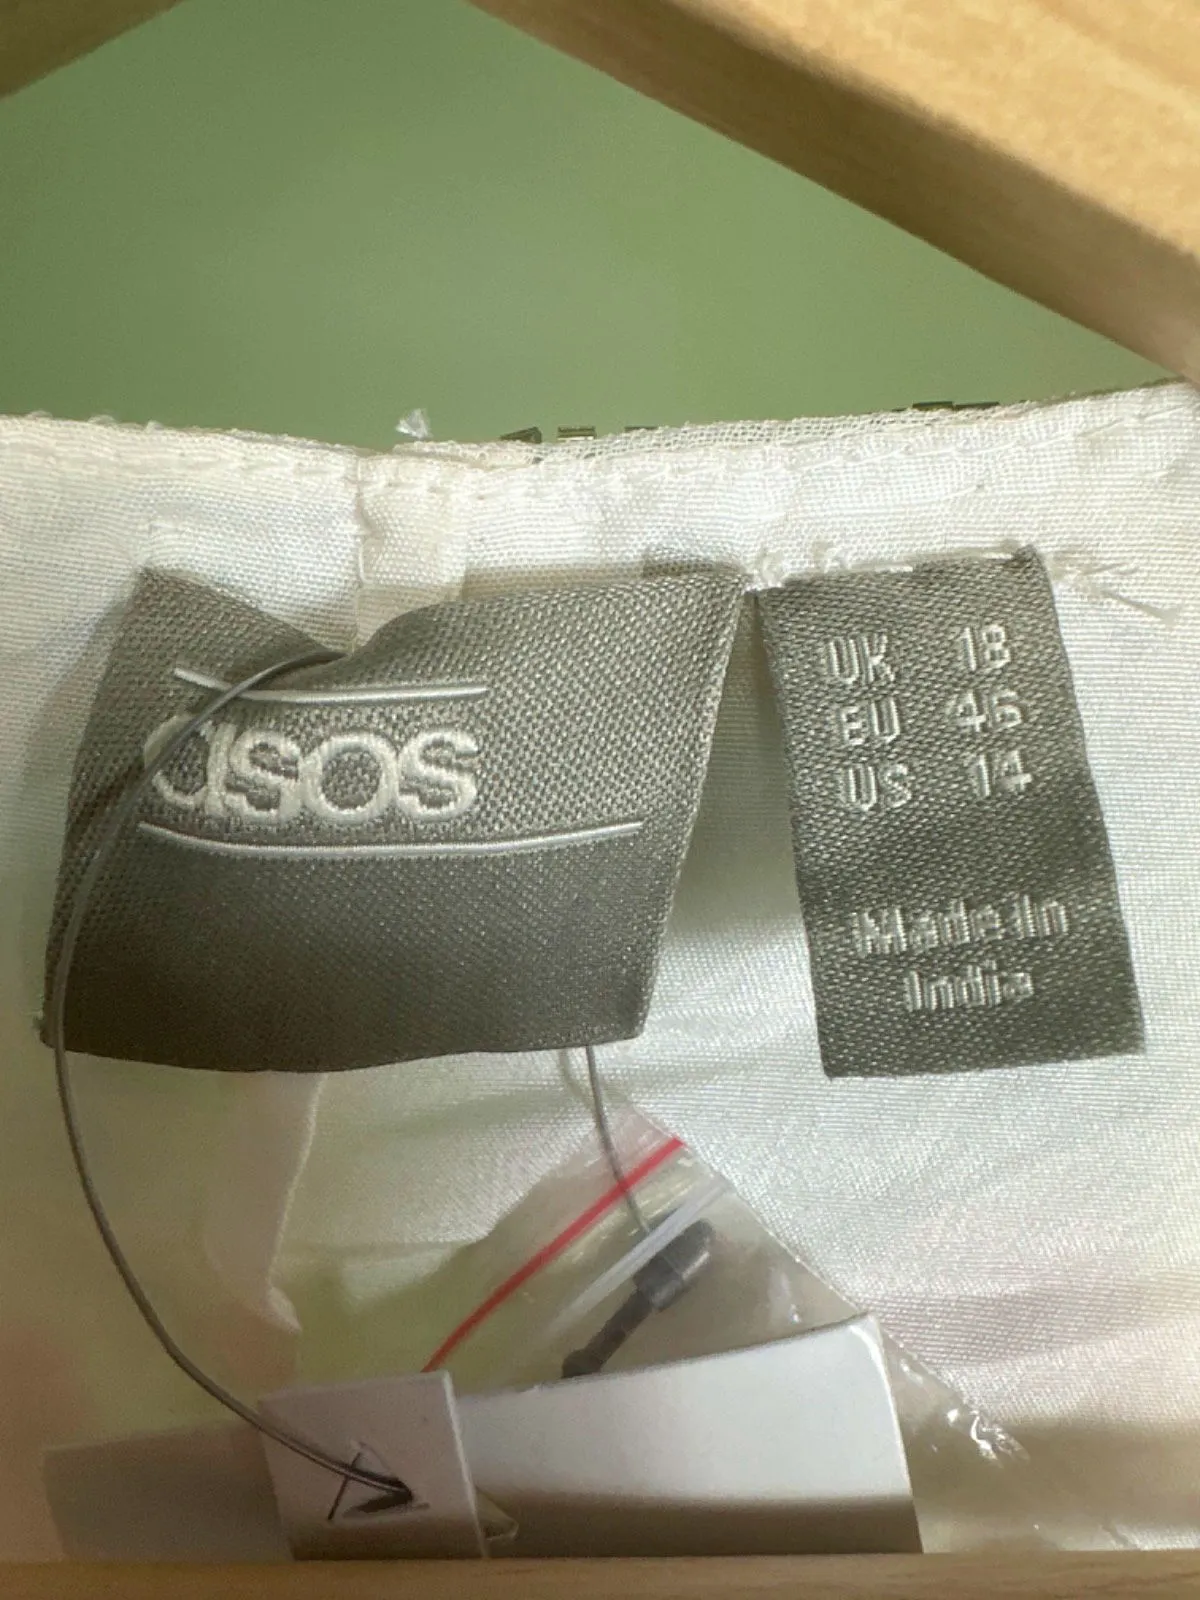 asos
UK 18
EU 46
US 14
Made in
India